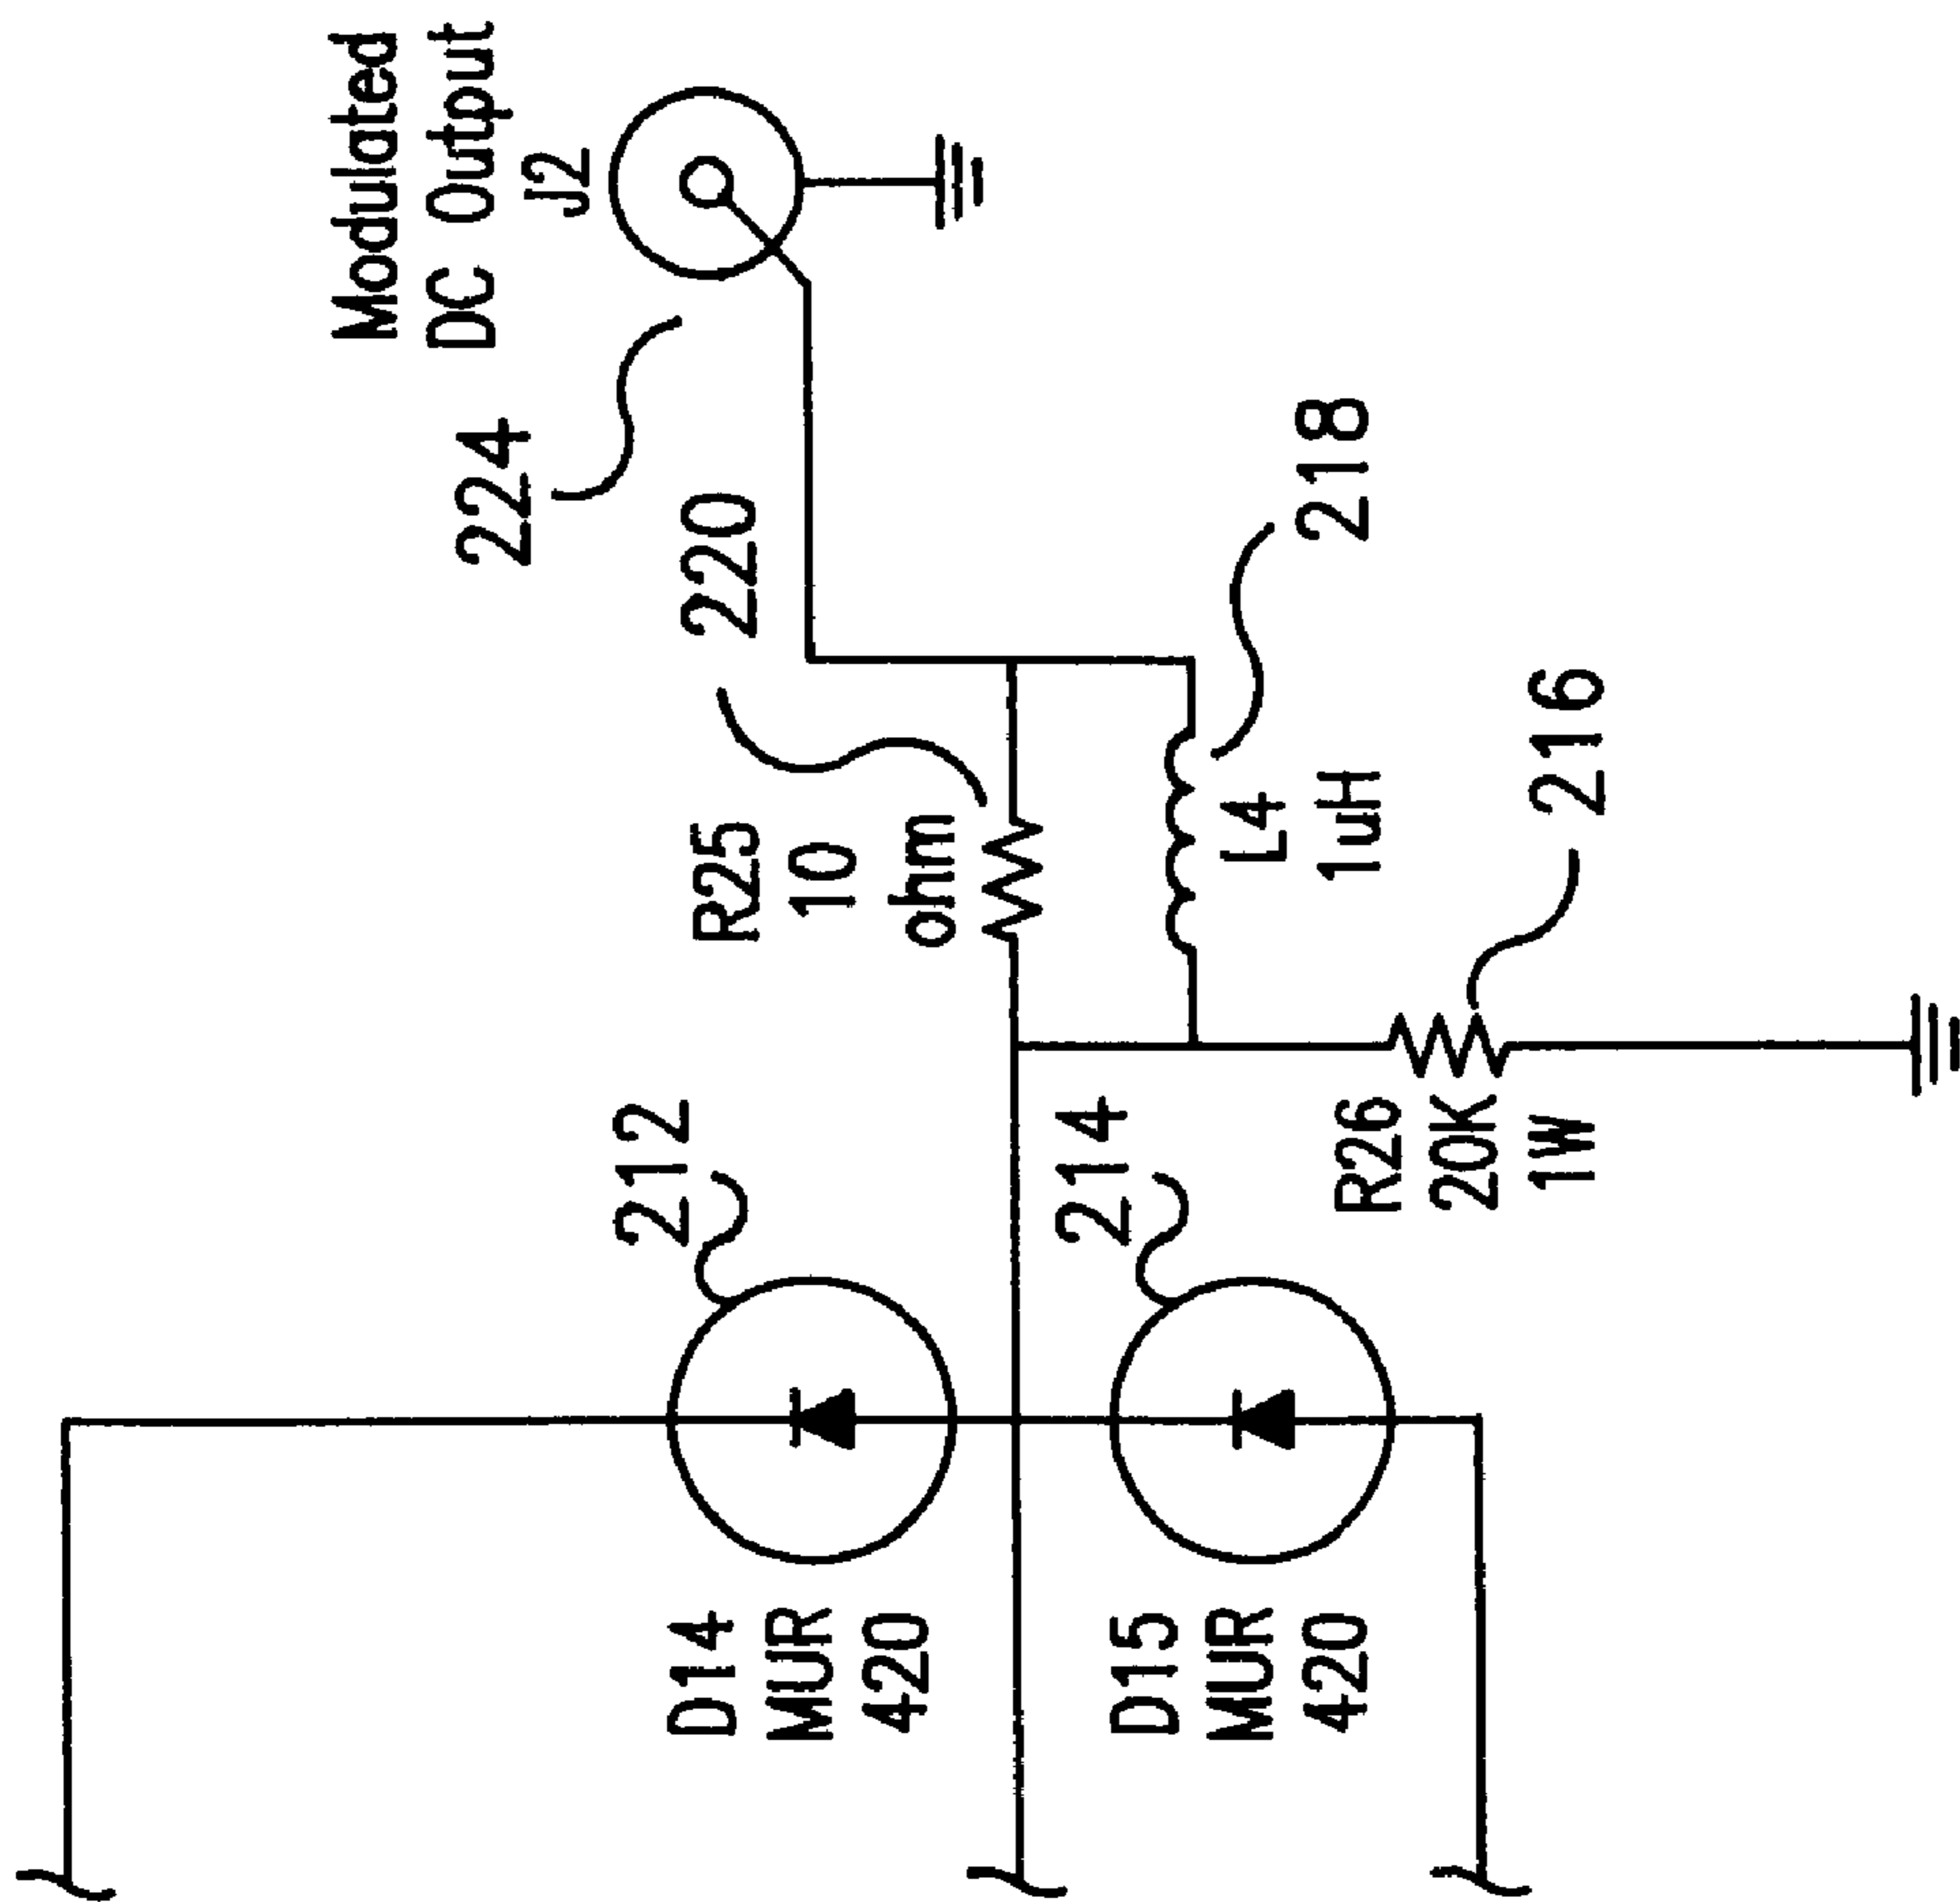 Modulated
DC Output
J2
224
220
218
R25
10
ohm
L4
1uH
216
212
214
R26
20K
1W
D14
MUR
420
D15
MUR
420